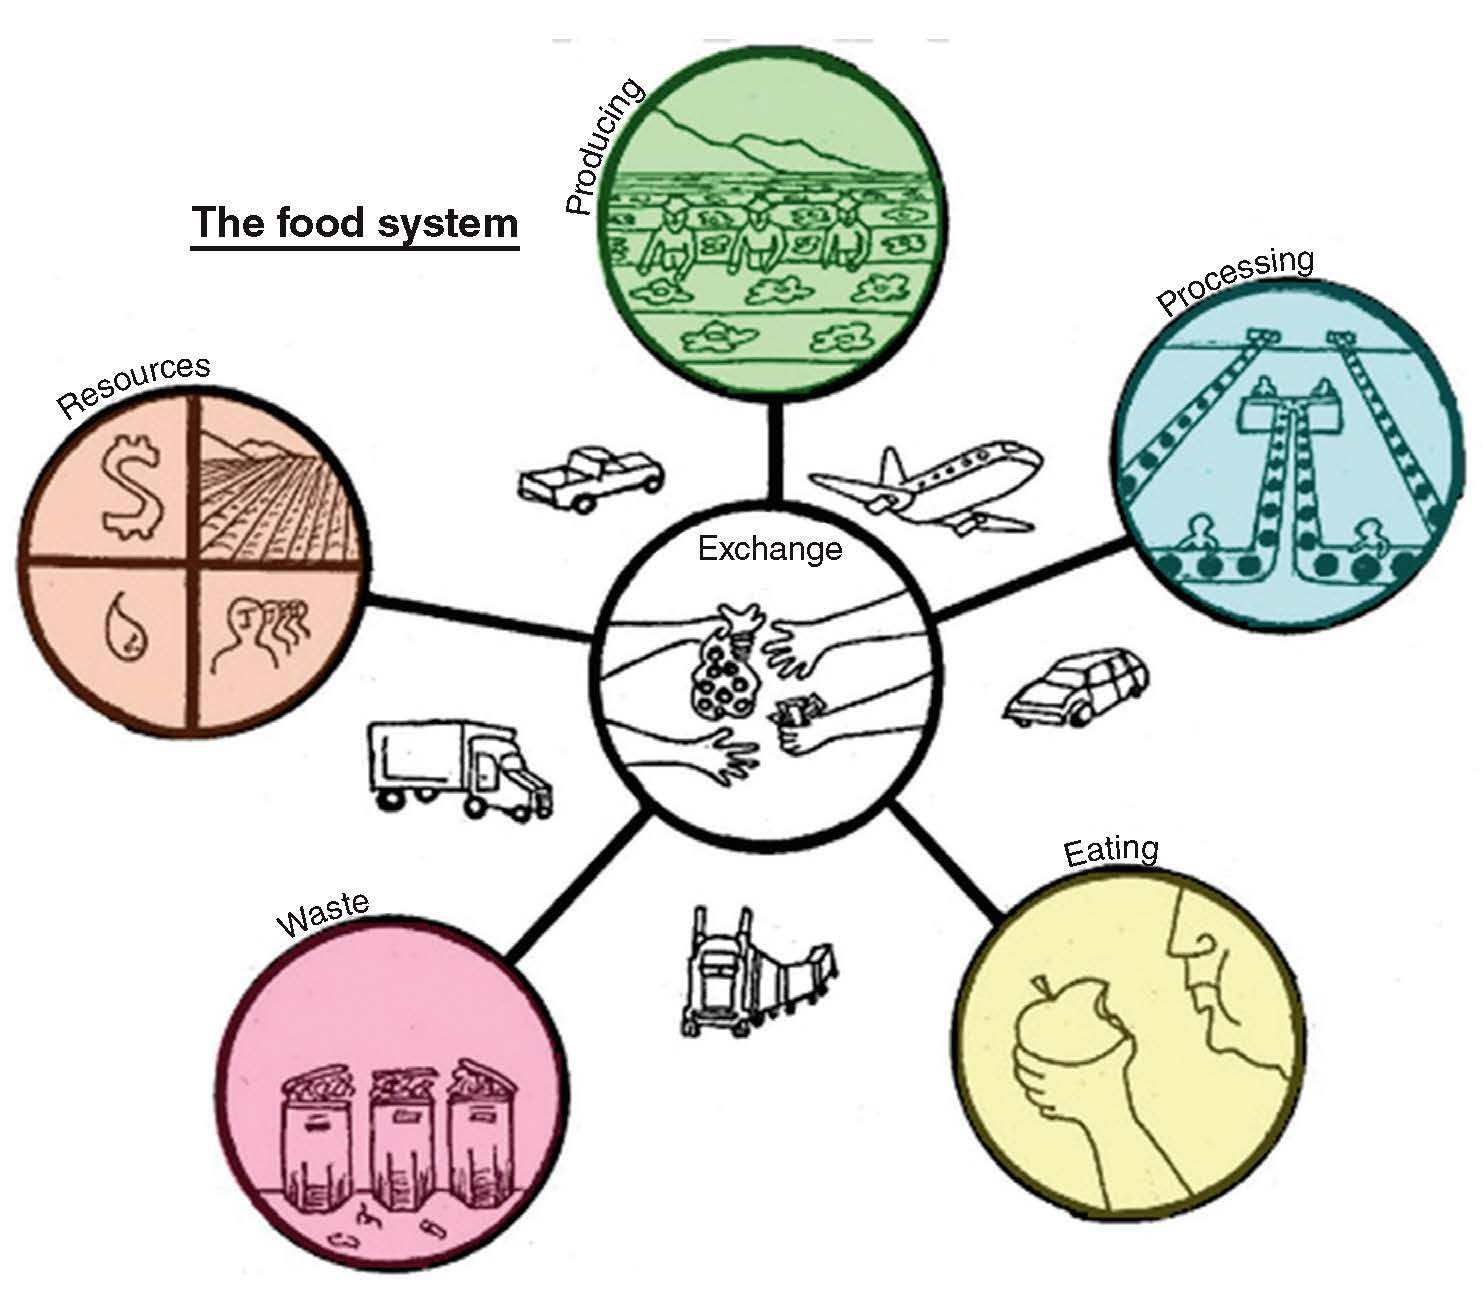 The food system
Producing
Processing
Resources
Exchange
Eating
Waste